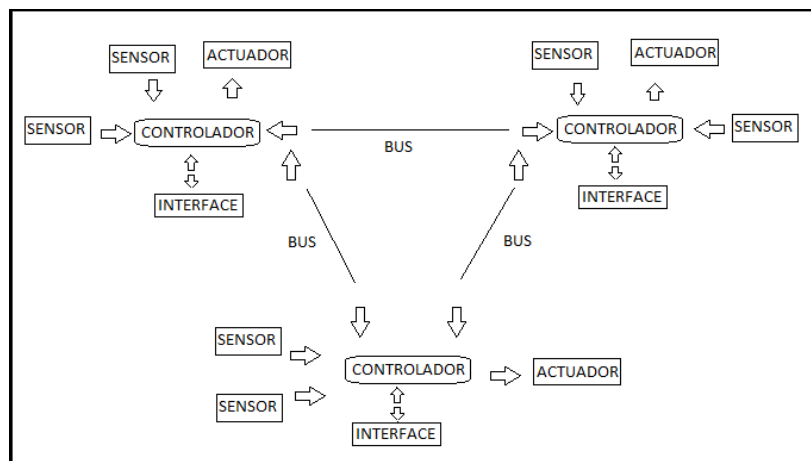 SENSOR
ACTUADOR
SENSOR
ACTUADOR
SENSOR
CONTROLADOR
CONTROLADOR
SENSOR
BUS
INTERFACE
INTERFACE
BUS
BUS
SENSOR
CONTROLADOR
ACTUADOR
SENSOR
INTERFACE